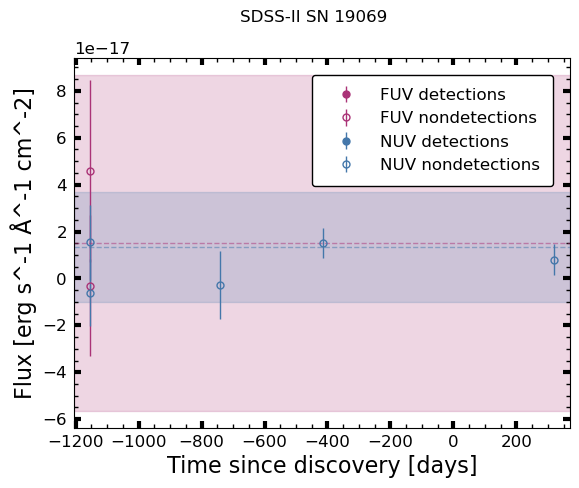 SDSS-II SN 19069
1e−17
FUV detections
FUV nondetections
NUV detections
NUV nondetections
8
6
4
2
0
−2
−4
−6
Flux [erg s^-1 Å^-1 cm^-2]
−1200 −1000 −800 −600 −400 −200 0 200
Time since discovery [days]